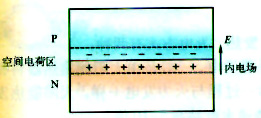 P
E
－ － － － － － －
空间电荷区
＋ ＋ ＋ ＋ ＋ ＋ ＋
内电场
N